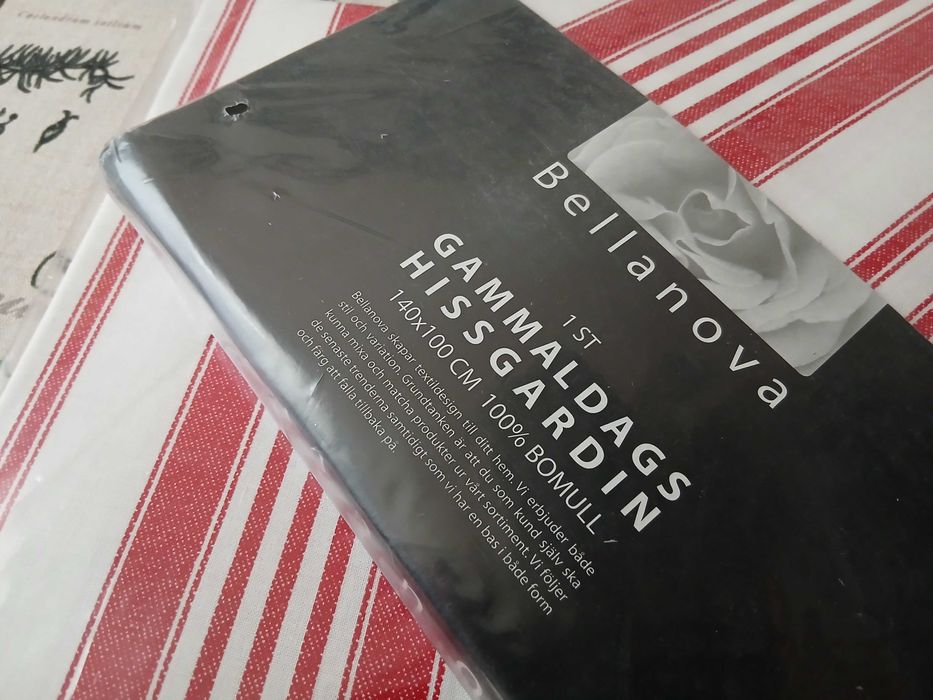 Coriandrum sativum
Bellanova
1 ST
GAMMALDAGS
HISSGARDIN
140x100 CM 100% BOMULL
Bellanova skapar textildesign till ditt hem. Vi erbjuder både
stil och variation. Grundtanken är att du som kund själv ska
kunna mixa och matcha produkter ur vårt sortiment. Vi följer
de senaste trenderna samtidigt som vi har en bas i både form
och färg att falla tillbaka på.